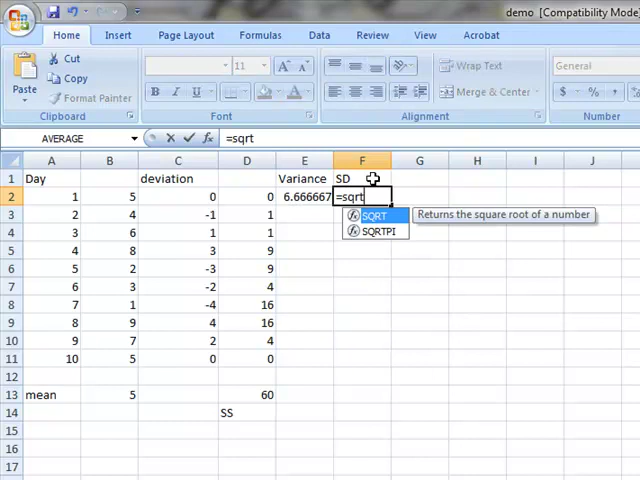 demo [Compatibility Mode
Home Insert Page Layout Formulas Data Review View Acrobat
Paste
Cut
Copy
Format Painter
11 A A
B I U A
Wrap Text
Merge & Center
General
$ % ,
Clipboard Font Alignment Number
AVERAGE fx =sqrt
A B C D E F G H I J
1 Day deviation Variance SD
2 1 5 0 0 6.666667 =sqrt
3 2 4 -1 1
4 3 6 1 1
5 4 8 3 9
6 5 2 -3 9
7 6 3 -2 4
8 7 1 -4 16
9 8 9 4 16
10 9 7 2 4
11 10 5 0 0
12
13 mean 5 60
14 SS
15
16
17
SQRT
SQRTPI
Returns the square root of a number